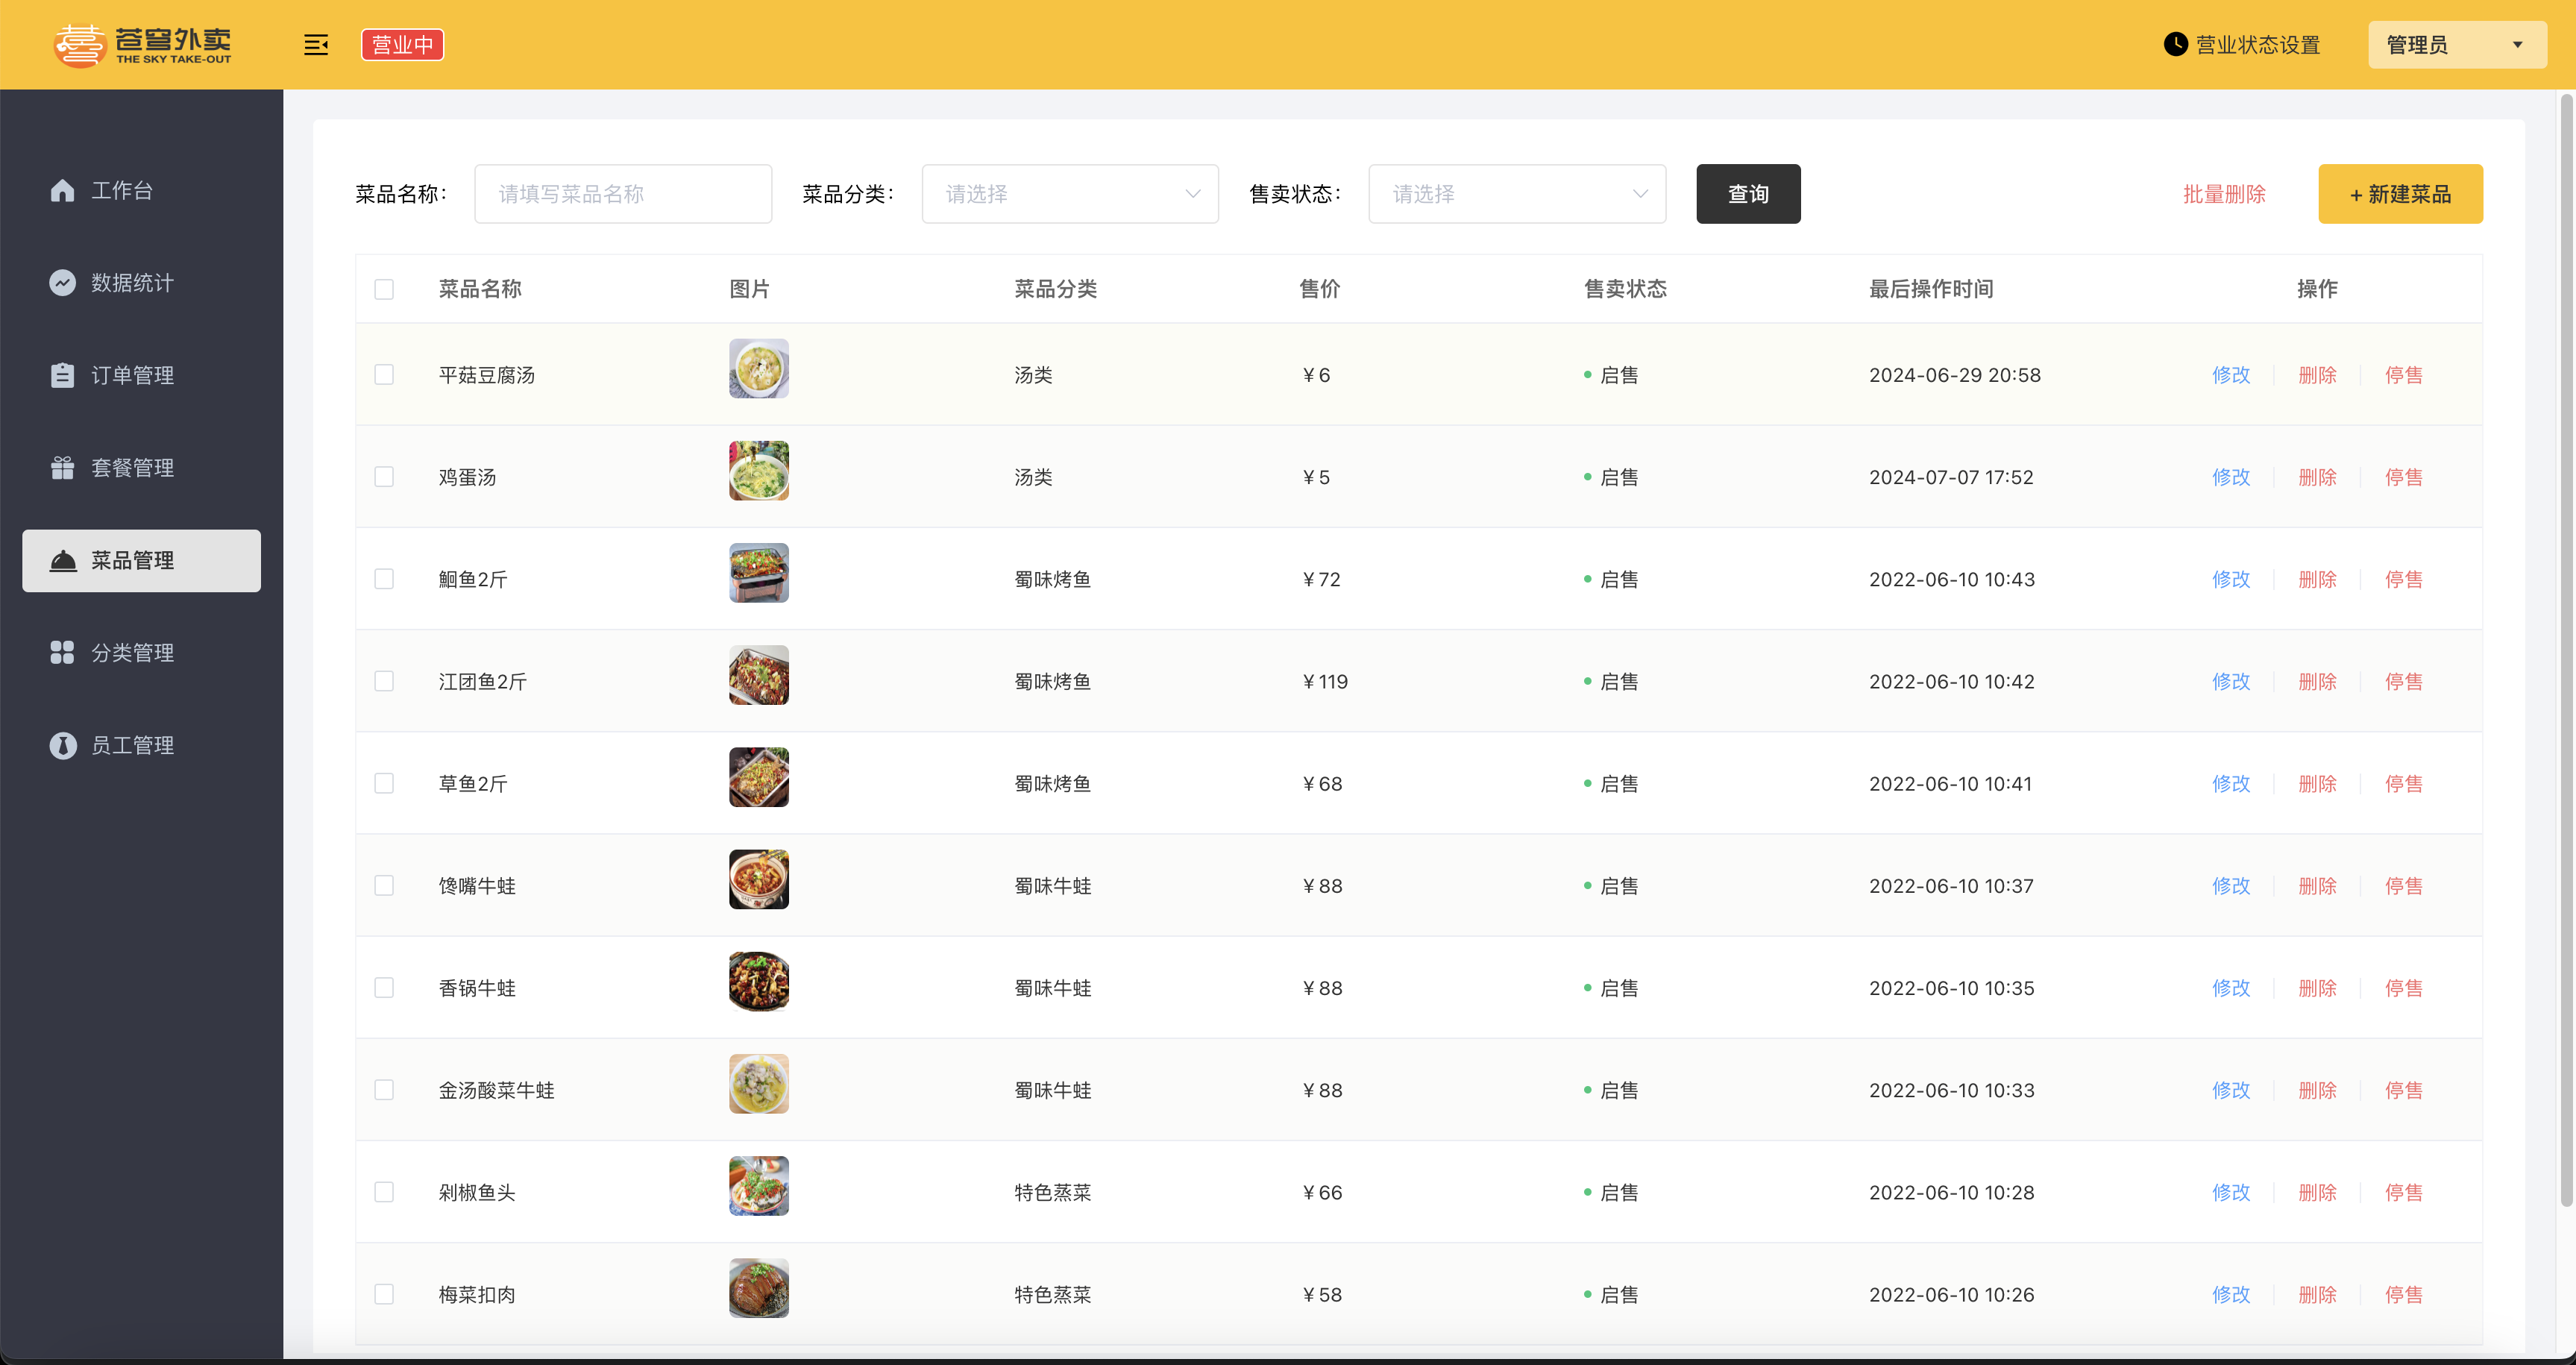 苍穹外卖
THE SKY TAKE-OUT
营业中
营业状态设置
管理员
工作台
数据统计
订单管理
套餐管理
菜品管理
分类管理
员工管理
菜品名称： 请填写菜品名称 菜品分类： 请选择 售卖状态： 请选择 查询 批量删除 + 新建菜品
菜品名称 图片 菜品分类 售价 售卖状态 最后操作时间 操作
平菇豆腐汤 汤类 ￥6 启售 2024-06-29 20:58 修改 删除 停售
鸡蛋汤 汤类 ￥5 启售 2024-07-07 17:52 修改 删除 停售
鮰鱼2斤 蜀味烤鱼 ￥72 启售 2022-06-10 10:43 修改 删除 停售
江团鱼2斤 蜀味烤鱼 ￥119 启售 2022-06-10 10:42 修改 删除 停售
草鱼2斤 蜀味烤鱼 ￥68 启售 2022-06-10 10:41 修改 删除 停售
馋嘴牛蛙 蜀味牛蛙 ￥88 启售 2022-06-10 10:37 修改 删除 停售
香锅牛蛙 蜀味牛蛙 ￥88 启售 2022-06-10 10:35 修改 删除 停售
金汤酸菜牛蛙 蜀味牛蛙 ￥88 启售 2022-06-10 10:33 修改 删除 停售
剁椒鱼头 特色蒸菜 ￥66 启售 2022-06-10 10:28 修改 删除 停售
梅菜扣肉 特色蒸菜 ￥58 启售 2022-06-10 10:26 修改 删除 停售